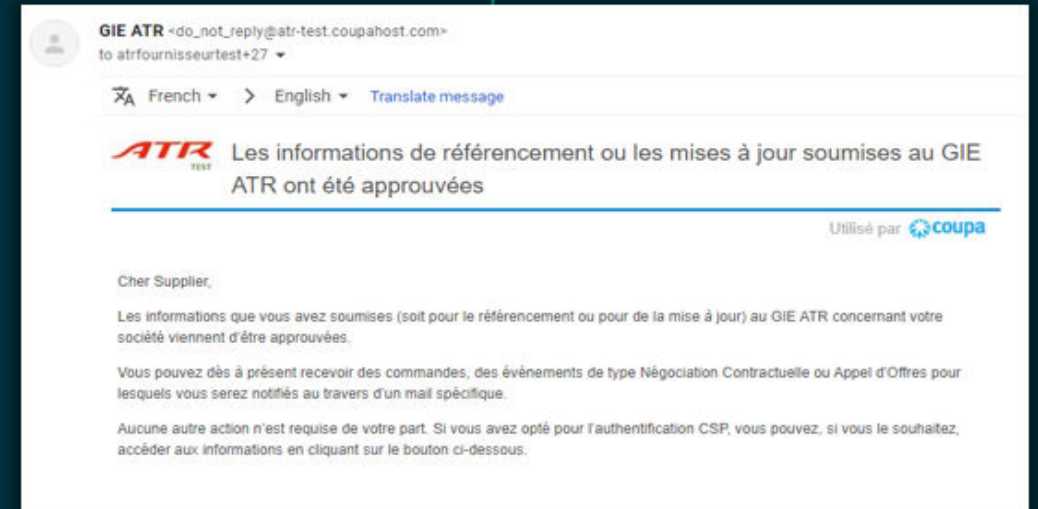 GIE ATR <do_not_reply@atr-test.coupahost.com>
to atrfournisseurtest+27
French > English Translate message
ATR
TEST
Les informations de référencement ou les mises à jour soumises au GIE
ATR ont été approuvées
Utilisé par coupa
Cher Supplier,
Les informations que vous avez soumises (soit pour le référencement ou pour de la mise à jour) au GIE ATR concernant votre
société viennent d'être approuvées.
Vous pouvez dès à présent recevoir des commandes, des événements de type Négociation Contractuelle ou Appel d'Offres pour
lesquels vous serez notifiés au travers d'un mail spécifique.
Aucune autre action n'est requise de votre part. Si vous avez opté pour l'authentification CSP, vous pouvez, si vous le souhaitez,
accéder aux informations en cliquant sur le bouton ci-dessous.